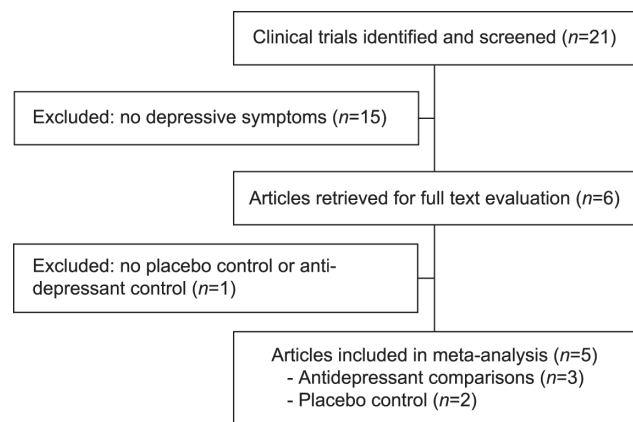 Clinical trials identified and screened (n=21)
Excluded: no depressive symptoms (n=15)
Articles retrieved for full text evaluation (n=6)
Excluded: no placebo control or anti-
depressant control (n=1)
Articles included in meta-analysis (n=5)
- Antidepressant comparisons (n=3)
- Placebo control (n=2)